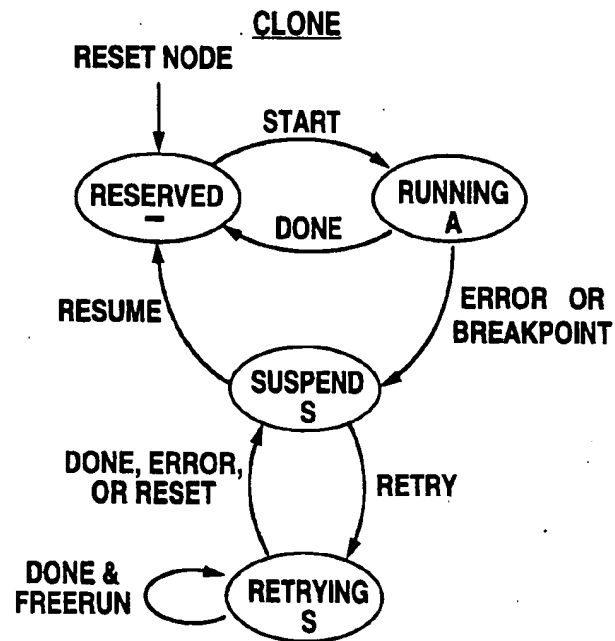 CLONE
RESET NODE
START
RESERVED
–
RUNNING
A
DONE
RESUME
ERROR OR
BREAKPOINT
SUSPEND
S
DONE, ERROR,
OR RESET
RETRY
DONE &
FREERUN
RETRYING
S